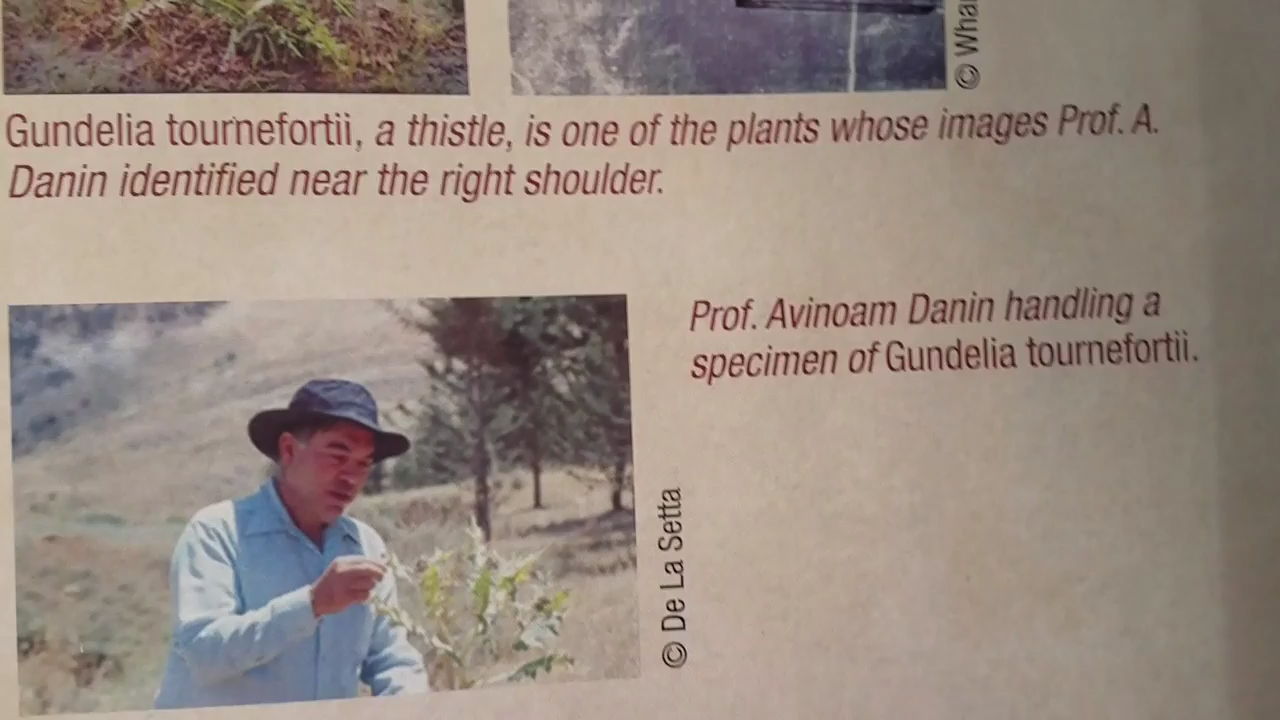 © Wha
Gundelia tournefortii, a thistle, is one of the plants whose images Prof. A.
Danin identified near the right shoulder.
Prof. Avinoam Danin handling a
specimen of Gundelia tournefortii.
© De La Setta